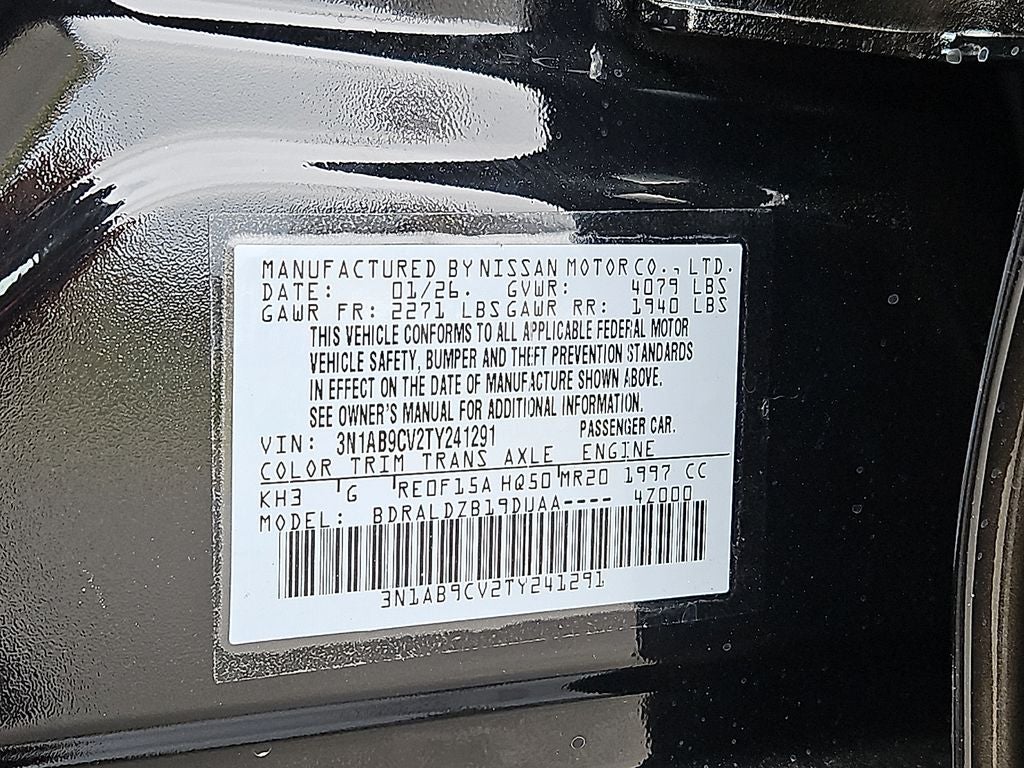 MANUFACTURED BY NISSAN MOTOR CO., LTD.
DATE: 01/26. GVWR: 4079 LBS
GAWR FR: 2271 LBS GAWR RR: 1940 LBS
THIS VEHICLE CONFORMS TO ALL APPLICABLE FEDERAL MOTOR
VEHICLE SAFETY, BUMPER AND THEFT PREVENTION STANDARDS
IN EFFECT ON THE DATE OF MANUFACTURE SHOWN ABOVE.
SEE OWNER'S MANUAL FOR ADDITIONAL INFORMATION.
VIN: 3N1AB9CV2TY241291 PASSENGER CAR.
COLOR TRIM TRANS AXLE ENGINE
KH3 G RE0F15A HQ50 MR20 1997 CC
MODEL: BDRALDZB19DUAA---- 4Z000
3N1AB9CV2TY241291